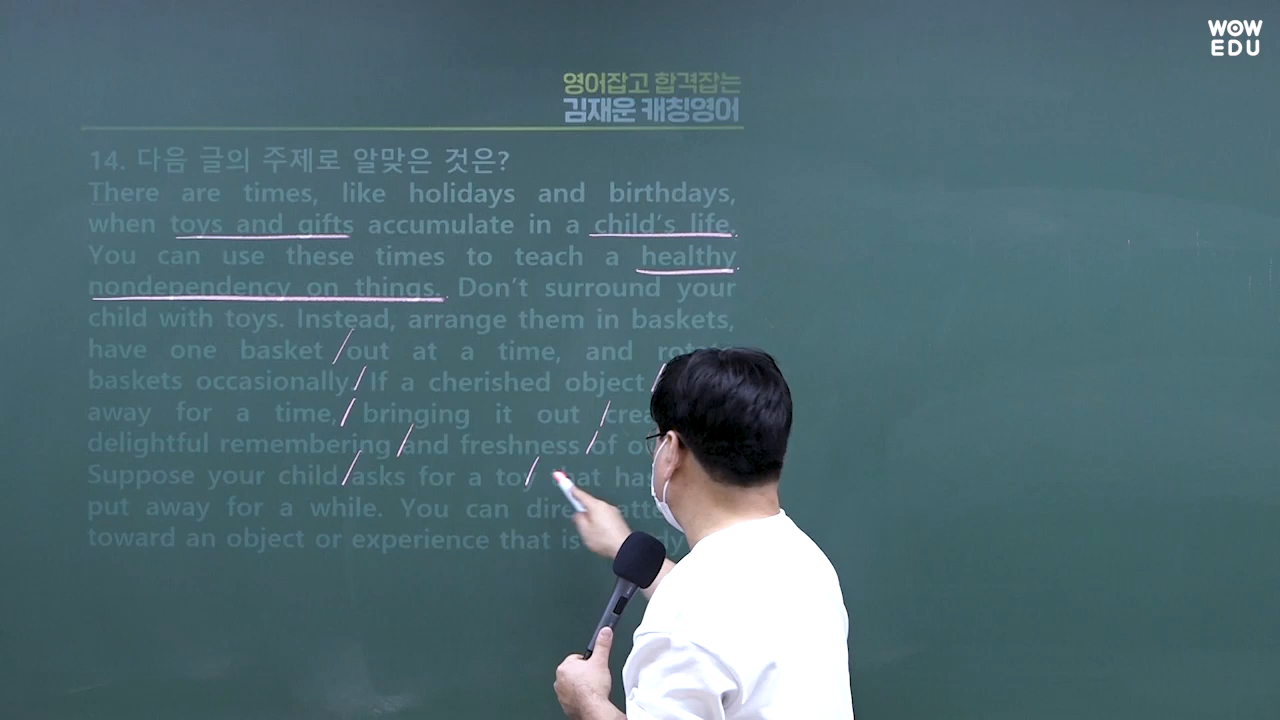 WOW
EDU
영어잡고 합격잡는
김재운 캐칭영어
14. 다음 글의 주제로 알맞은 것은?
There are times, like holidays and birthdays,
when toys and gifts accumulate in a child's life.
You can use these times to teach a healthy
nondependency on things. Don't surround your
child with toys. Instead, arrange them in baskets,
have one basket out at a time, and
baskets occasionally. If a cherished object
away for a time, bringing it out
delightful remembering and freshness of
Suppose your child asks for a toy
put away for a while. You can
toward an object or experience that is